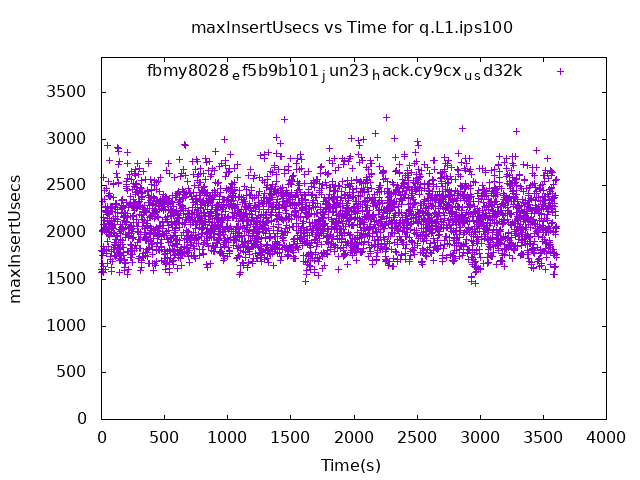 maxInsertUsecs vs Time for q.L1.ips100
fbmy8028ef5b9b101jun23hack.cy9cxusd32k
3500
3000
2500
2000
1500
1000
500
0
maxInsertUsecs
0 500 1000 1500 2000 2500 3000 3500 4000
Time(s)